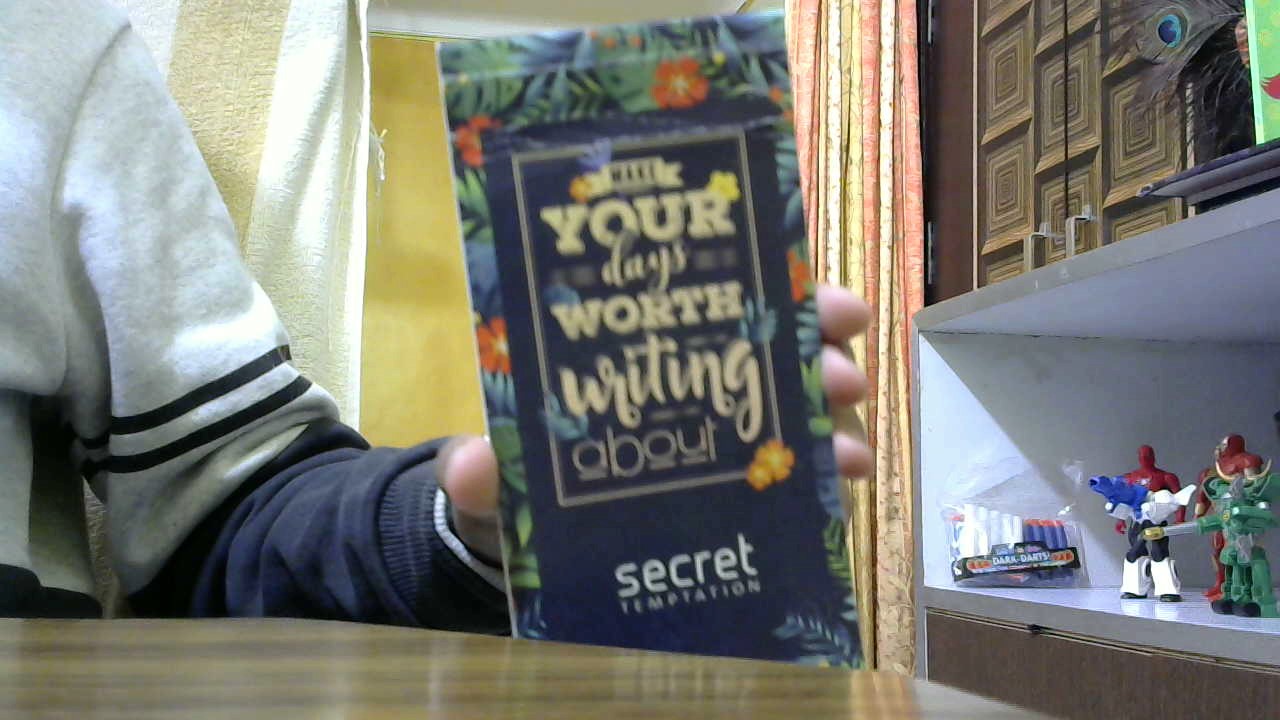 YOUR
days
WORTH
writing
about
secret
TEMPTATION
DARK-DARTS